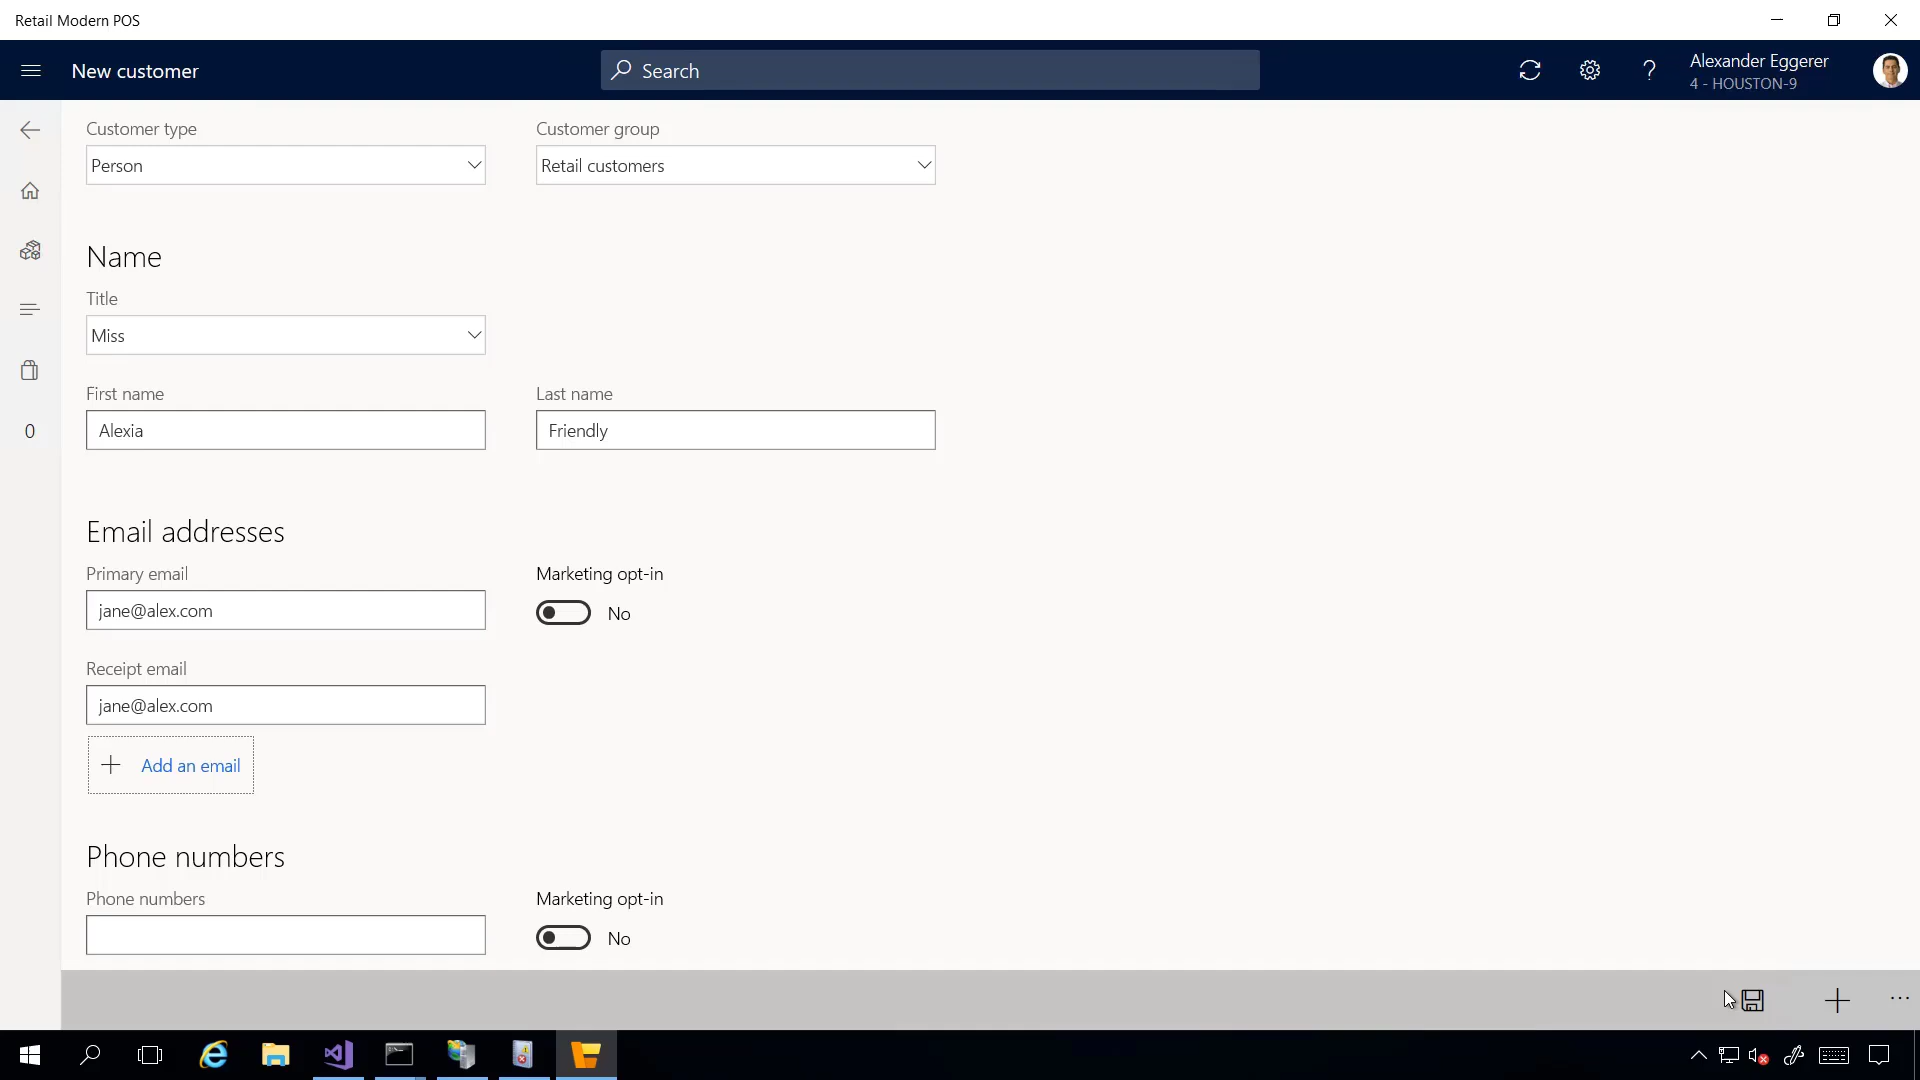 Retail Modern POS
New customer
Search
Alexander Eggerer
4 - HOUSTON-9
Customer type
Customer group
Person
Retail customers
Name
Title
Miss
First name
Last name
Alexia
Friendly
0
Email addresses
Primary email
Marketing opt-in
jane@alex.com
No
Receipt email
jane@alex.com
Add an email
Phone numbers
Phone numbers
Marketing opt-in
No